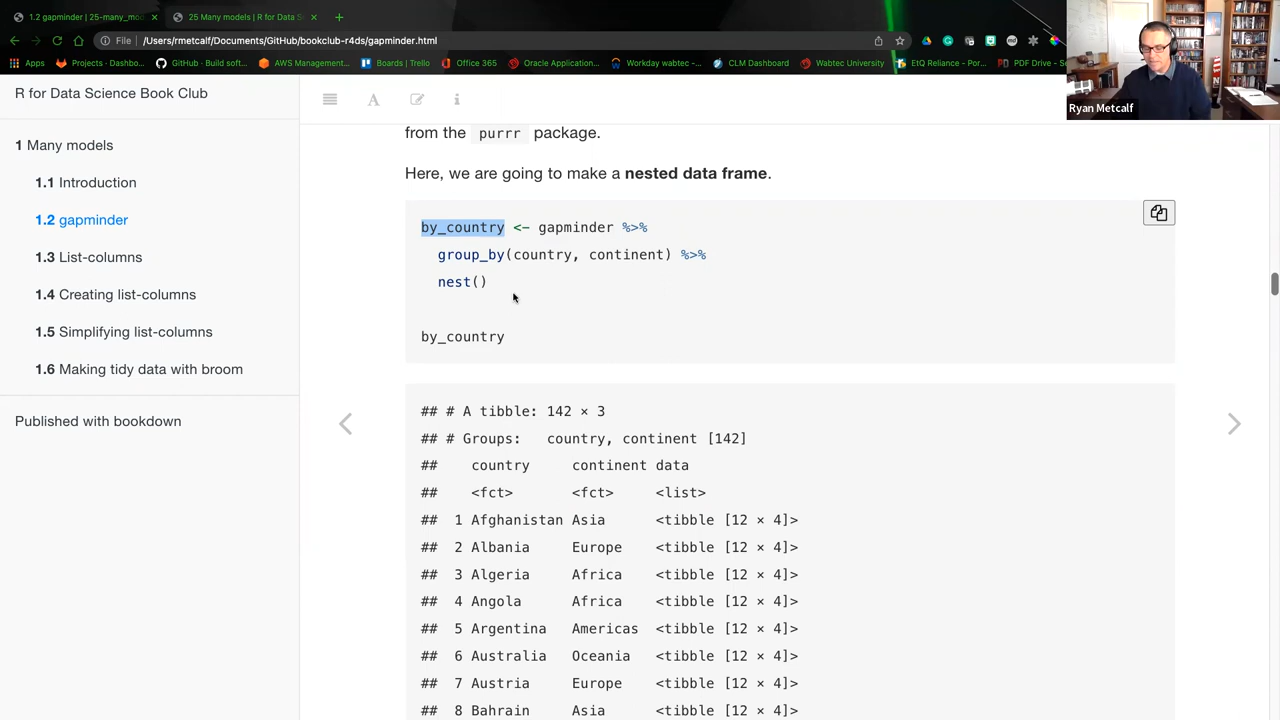 1.2 gapminder | 25-many_mod
25 Many models | R for Data S
File | /Users/rmetcalf/Documents/GitHub/bookclub-r4ds/gapminder.html
Apps Projects · Dashbo... GitHub · Build soft... AWS Management... Boards | Trello Office 365 Oracle Application... Workday wabtec -... CLM Dashboard Wabtec University EtQ Reliance - Por... PDF Drive - Se
Ryan Metcalf
R for Data Science Book Club
1 Many models
1.1 Introduction
1.2 gapminder
1.3 List-columns
1.4 Creating list-columns
1.5 Simplifying list-columns
1.6 Making tidy data with broom
Published with bookdown
from the purrr package.
Here, we are going to make a nested data frame.
by_country <- gapminder %>%
group_by(country, continent) %>%
nest()
by_country
## # A tibble: 142 × 3
## # Groups: country, continent [142]
## country continent data
## <fct> <fct> <list>
## 1 Afghanistan Asia <tibble [12 × 4]>
## 2 Albania Europe <tibble [12 × 4]>
## 3 Algeria Africa <tibble [12 × 4]>
## 4 Angola Africa <tibble [12 × 4]>
## 5 Argentina Americas <tibble [12 × 4]>
## 6 Australia Oceania <tibble [12 × 4]>
## 7 Austria Europe <tibble [12 × 4]>
## 8 Bahrain Asia <tibble [12 × 4]>